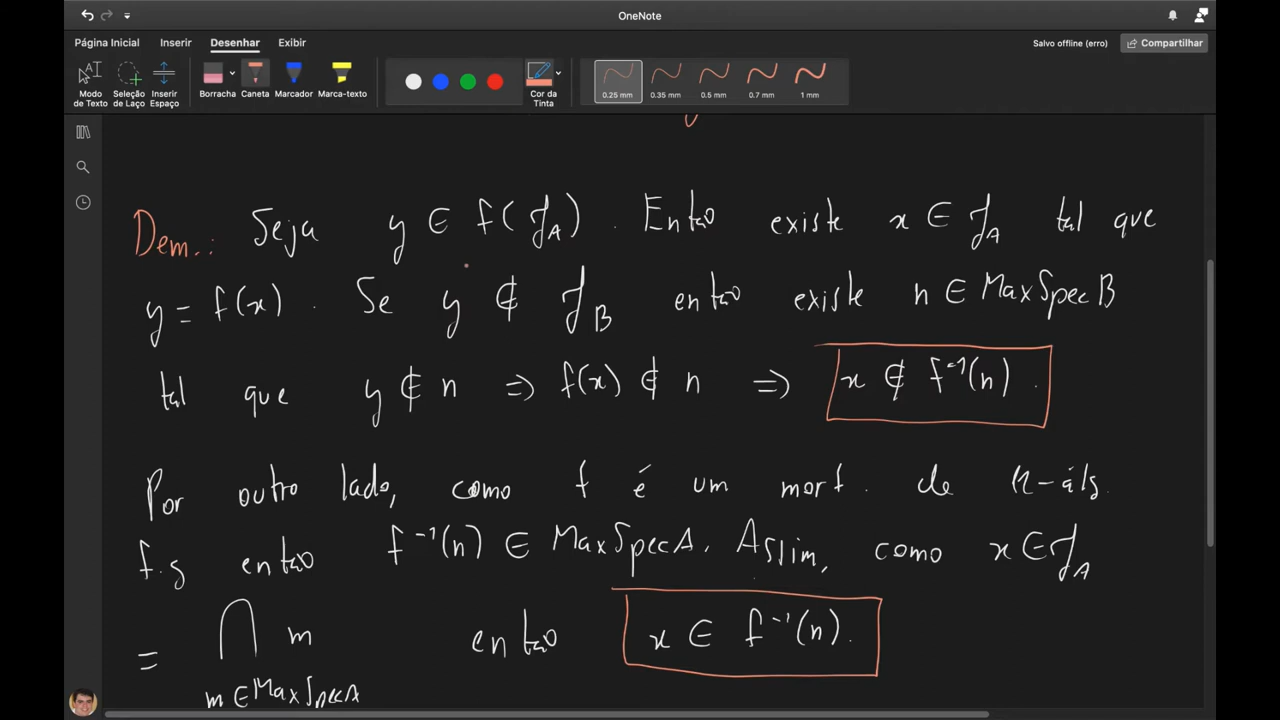 OneNote
Página Inicial Inserir Desenhar Exibir
Salvo offline (erro) Compartilhar
Modo de Texto Seleção de Laço Inserir Espaço Borracha Caneta Marcador Marca-texto Cor da Tinta 0.25 mm 0.35 mm 0.5 mm 0.7 mm 1 mm
Dem.: Seja y ∈ f(J_A). Então existe x ∈ J_A tal que
y = f(x). Se y ∉ J_B então existe n ∈ MaxSpecB
tal que y ∉ n ⇒ f(x) ∉ n ⇒ x ∉ f⁻¹(n).
Por outro lado, como f é um morf. de K-álg.
f.g então f⁻¹(n) ∈ MaxSpecA. Assim, como x ∈ J_A
= ⋂ m então x ∈ f⁻¹(n).
m ∈ MaxSpecA